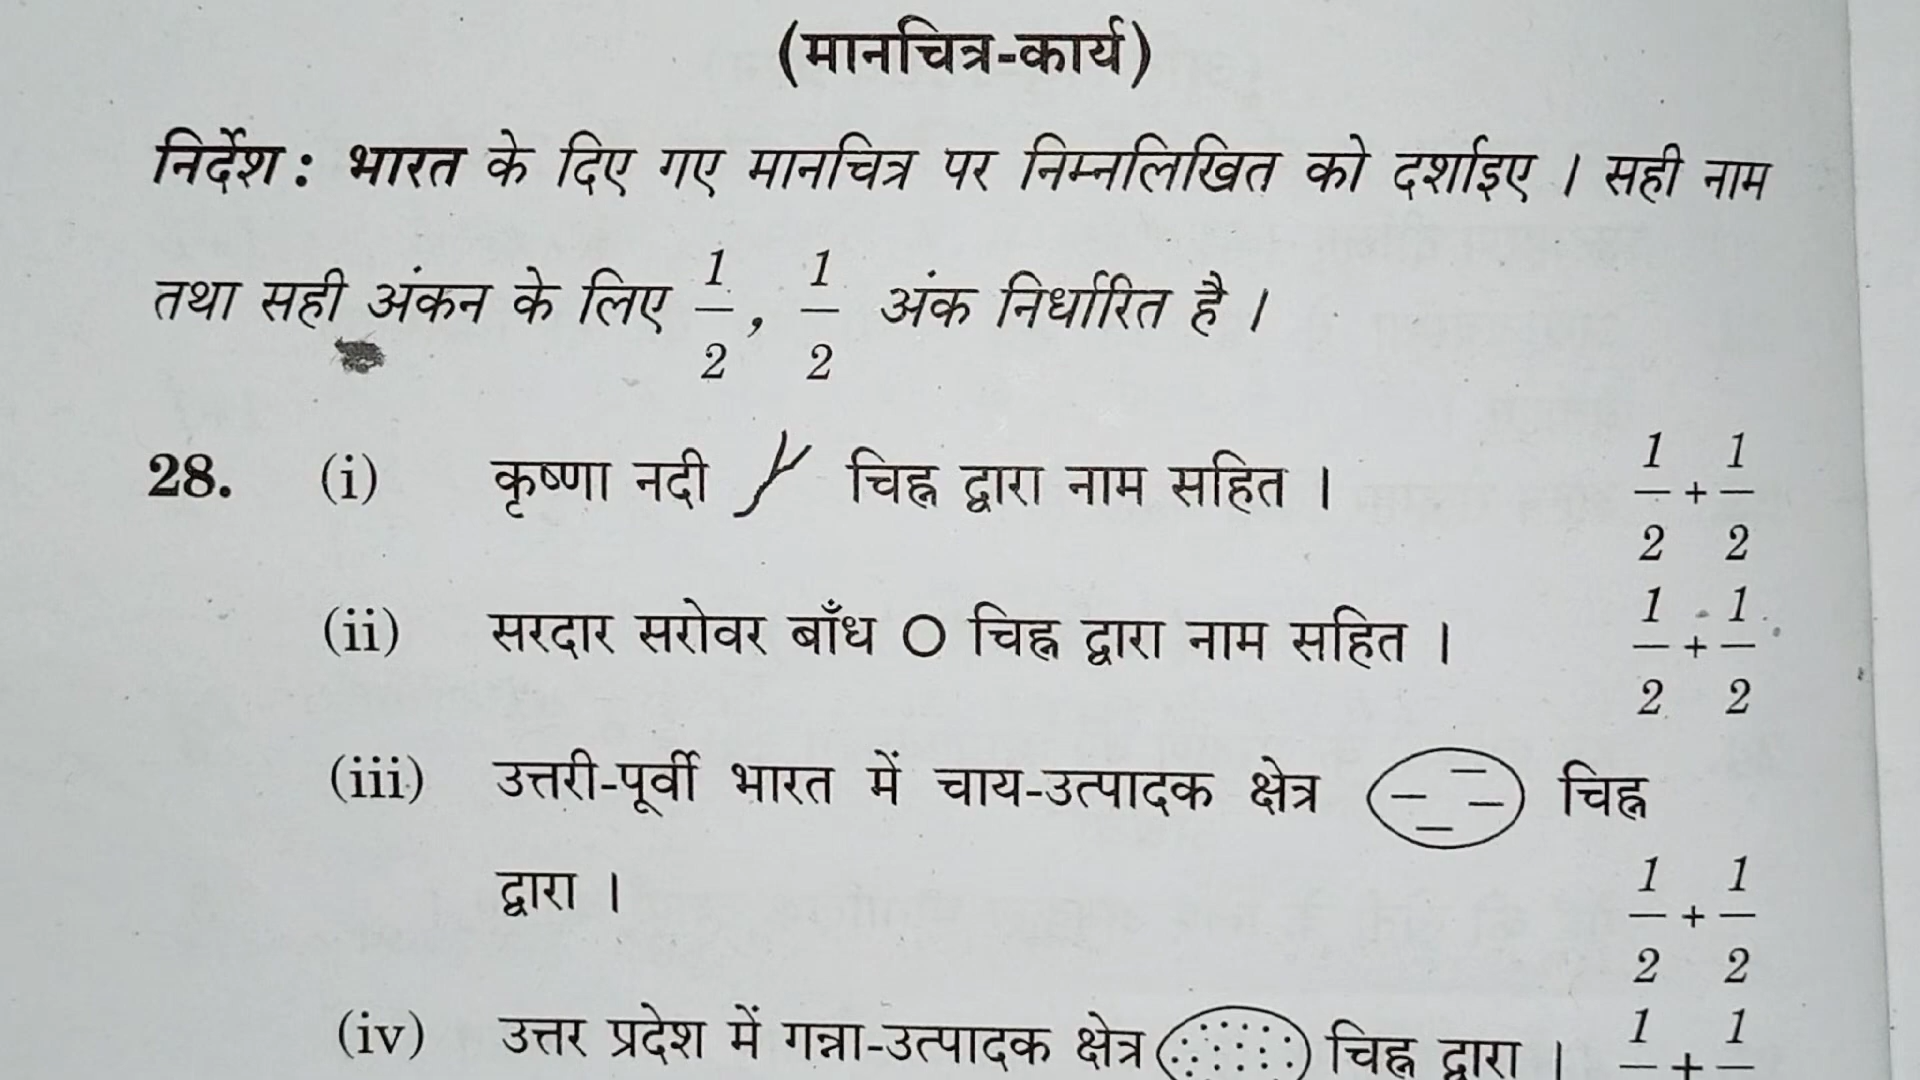 (मानचित्र-कार्य)
निर्देश : भारत के दिए गए मानचित्र पर निम्नलिखित को दर्शाइए । सही नाम
तथा सही अंकन के लिए 1/2, 1/2 अंक निर्धारित है ।
28. (i) कृष्णा नदी चिह्न द्वारा नाम सहित । 1/2 + 1/2
(ii) सरदार सरोवर बाँध O चिह्न द्वारा नाम सहित । 1/2 + 1/2
(iii) उत्तरी-पूर्वी भारत में चाय-उत्पादक क्षेत्र चिह्न
द्वारा । 1/2 + 1/2
(iv) उत्तर प्रदेश में गन्ना-उत्पादक क्षेत्र चिह्न द्वारा । 1 + 1